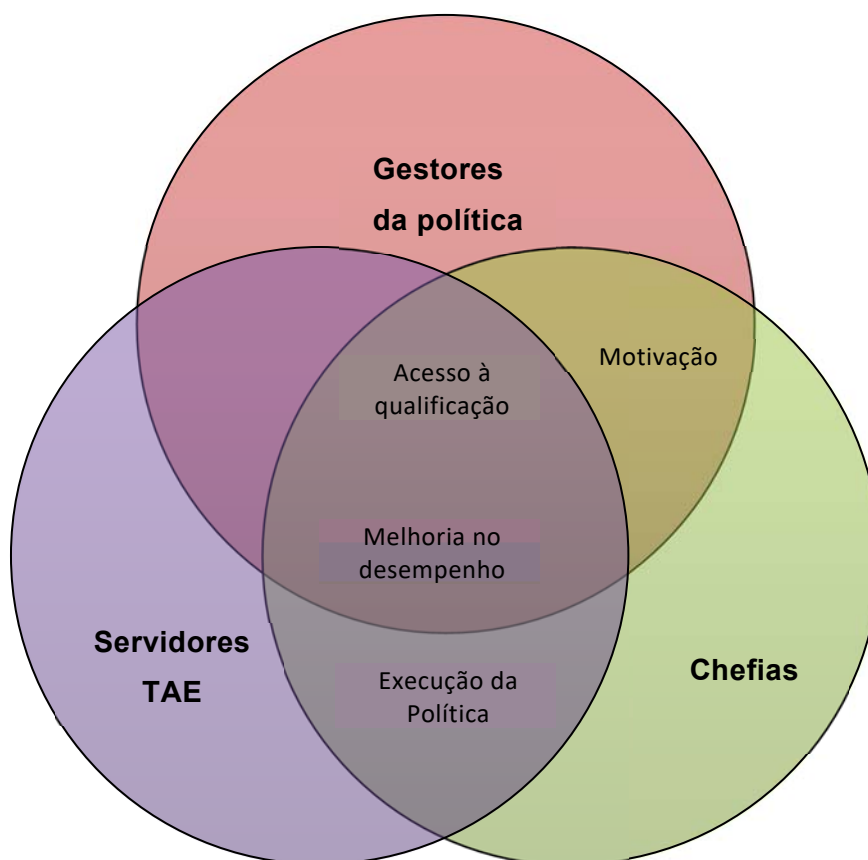 Gestores
da política
Motivação
Acesso à
qualificação
Melhoria no
desempenho
Servidores
TAE
Chefias
Execução da
Política